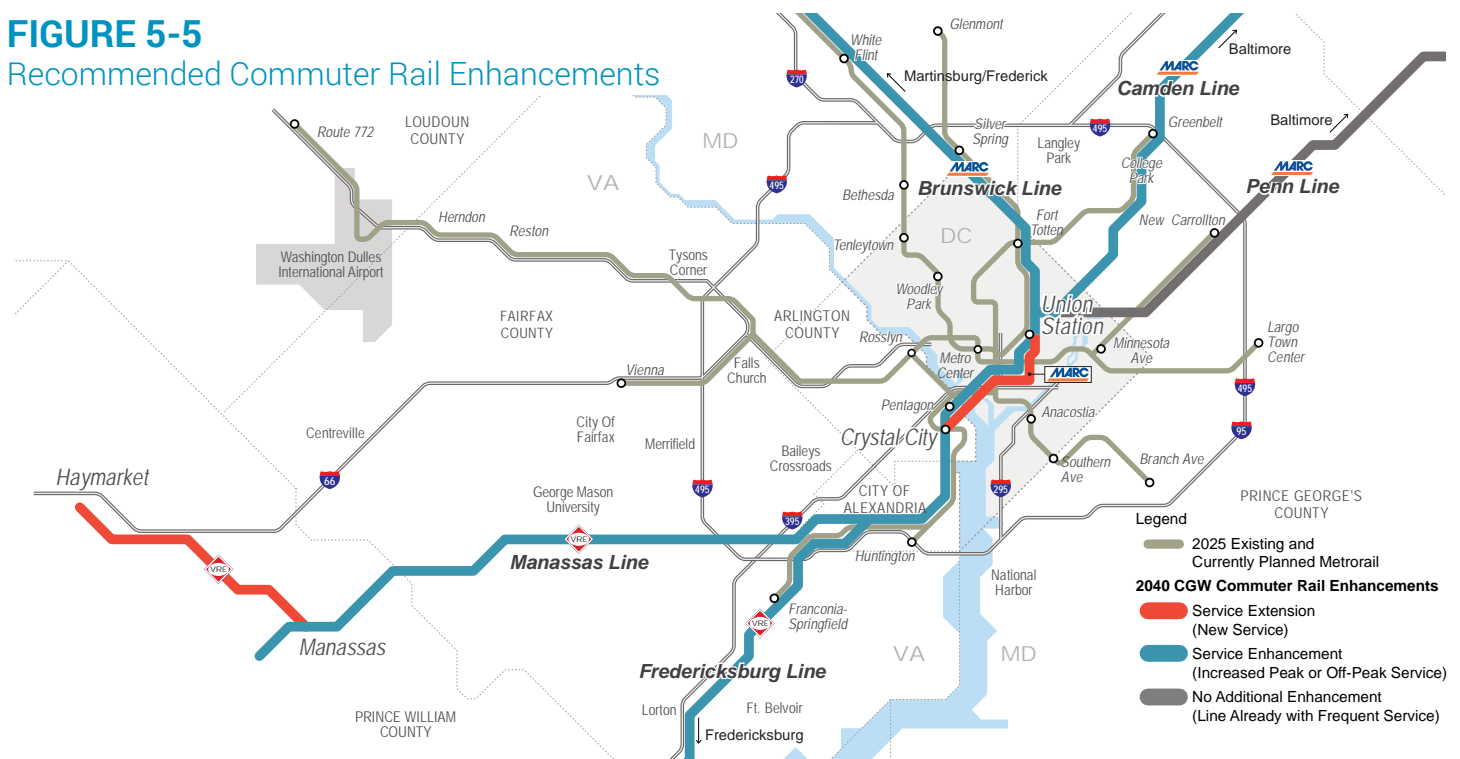 FIGURE 5-5
Recommended Commuter Rail Enhancements
Glenmont
White
Flint
270
Martinsburg/Frederick
Baltimore
MARC
Camden Line
Route 772
LOUDOUN
COUNTY
MD
VA
495
Silver
Spring
Langley
Park
495
Greenbelt
Baltimore
College
Park
MARC
Brunswick Line
MARC
Penn Line
Bethesda
Herndon
Reston
Tenleytown
DC
Fort
Totten
New Carrollton
Washington Dulles
International Airport
Tysons
Corner
Woodley
Park
Union
Station
FAIRFAX
COUNTY
ARLINGTON
COUNTY
Rosslyn
Metro
Center
Minnesota
Ave
Largo
Town
Center
MARC
Vienna
Falls
Church
495
Pentagon
Anacostia
Centreville
City Of
Fairfax
Merrifield
Crystal City
95
Baileys
Crossroads
Southern
Ave
Branch Ave
Haymarket
66
George Mason
University
495
CITY OF
ALEXANDRIA
295
PRINCE GEORGE'S
COUNTY
395
VRE
Manassas Line
Huntington
VRE
National
Harbor
Franconia-
Springfield
VRE
Manassas
Fredericksburg Line
VA
MD
Lorton
Ft. Belvoir
PRINCE WILLIAM
COUNTY
Fredericksburg
Legend
2025 Existing and
Currently Planned Metrorail
2040 CGW Commuter Rail Enhancements
Service Extension
(New Service)
Service Enhancement
(Increased Peak or Off-Peak Service)
No Additional Enhancement
(Line Already with Frequent Service)